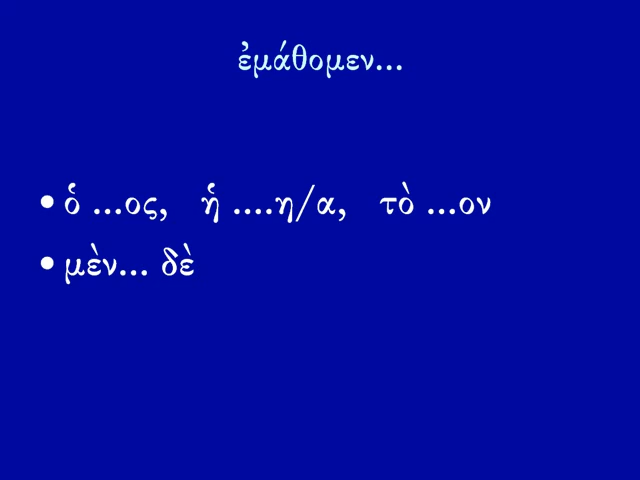 ἐμάθομεν...
• ὁ ...ος, ἡ ....η/α, τὸ ...ον
• μὲν... δὲ